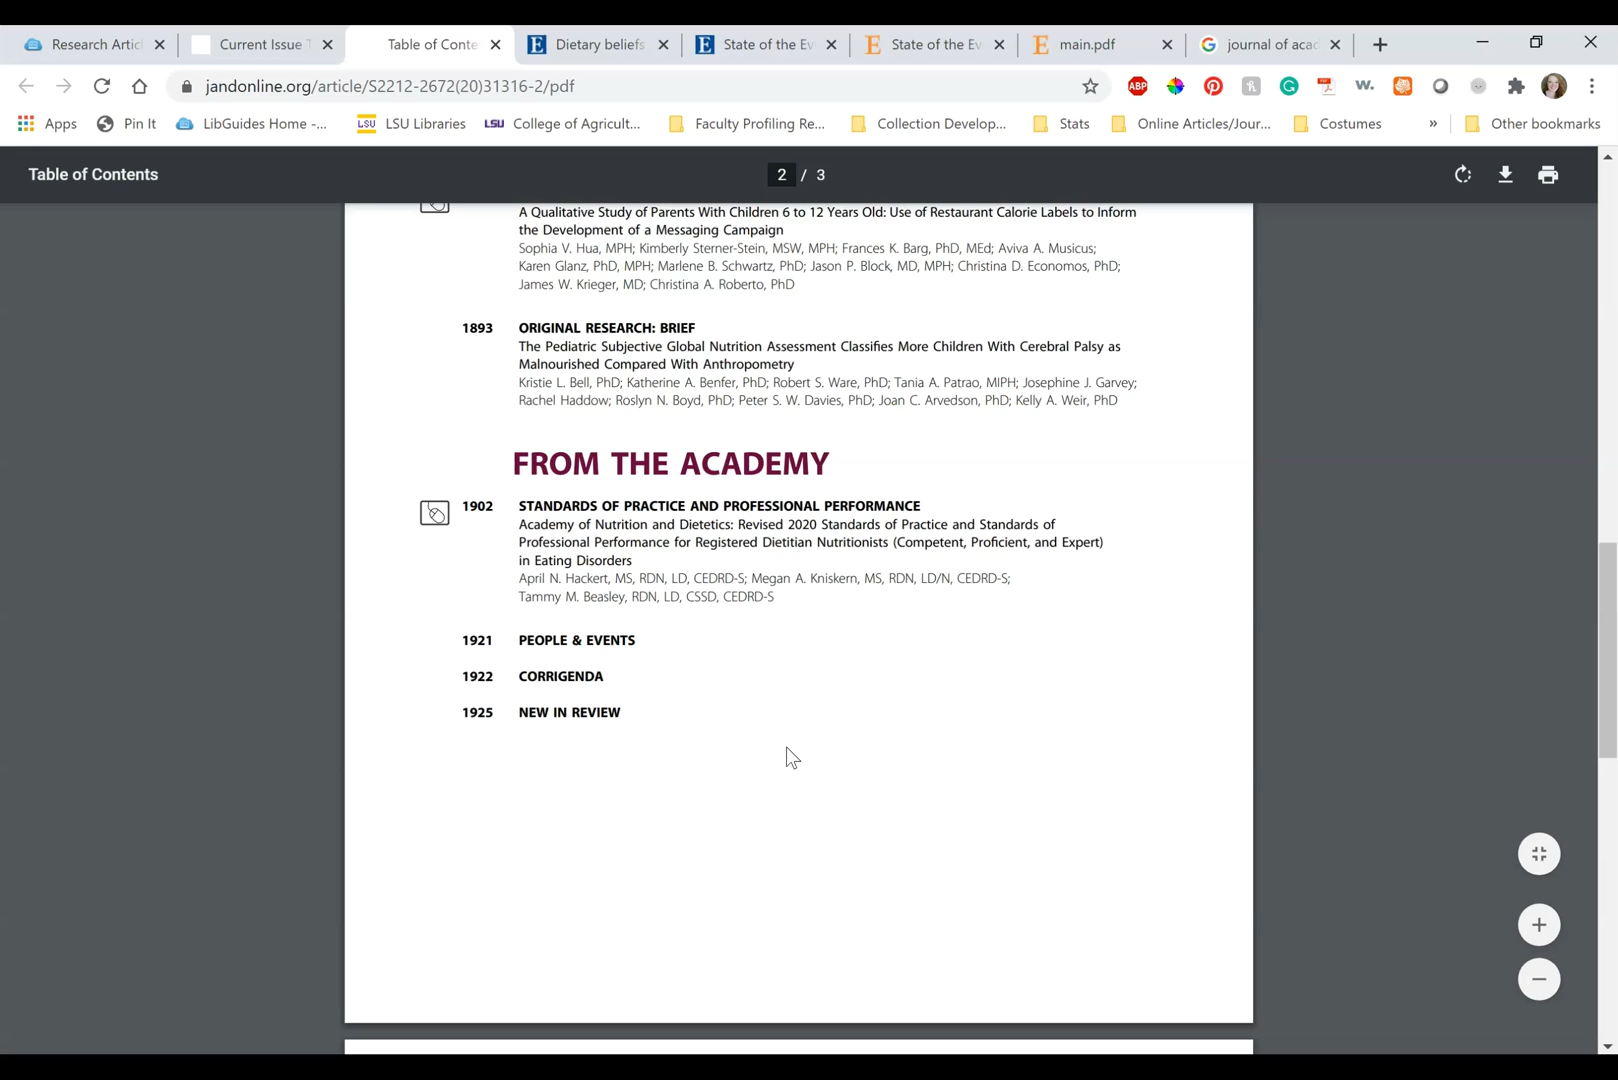 Research Artic
Current Issue T
Table of Conte
Dietary beliefs
State of the Ev
State of the Ev
main.pdf
journal of acad
jandonline.org/article/S2212-2672(20)31316-2/pdf
ABP
w.
Apps
Pin It
LibGuides Home -...
LSU
LSU Libraries
LSU
College of Agricult...
Faculty Profiling Re...
Collection Develop...
Stats
Online Articles/Jour...
Costumes
»
Other bookmarks
Table of Contents
2 / 3
A Qualitative Study of Parents With Children 6 to 12 Years Old: Use of Restaurant Calorie Labels to Inform
the Development of a Messaging Campaign
Sophia V. Hua, MPH; Kimberly Sterner-Stein, MSW, MPH; Frances K. Barg, PhD, MEd; Aviva A. Musicus;
Karen Glanz, PhD, MPH; Marlene B. Schwartz, PhD; Jason P. Block, MD, MPH; Christina D. Economos, PhD;
James W. Krieger, MD; Christina A. Roberto, PhD
1893 ORIGINAL RESEARCH: BRIEF
The Pediatric Subjective Global Nutrition Assessment Classifies More Children With Cerebral Palsy as
Malnourished Compared With Anthropometry
Kristie L. Bell, PhD; Katherine A. Benfer, PhD; Robert S. Ware, PhD; Tania A. Patrao, MIPH; Josephine J. Garvey;
Rachel Haddow; Roslyn N. Boyd, PhD; Peter S. W. Davies, PhD; Joan C. Arvedson, PhD; Kelly A. Weir, PhD
FROM THE ACADEMY
1902 STANDARDS OF PRACTICE AND PROFESSIONAL PERFORMANCE
Academy of Nutrition and Dietetics: Revised 2020 Standards of Practice and Standards of
Professional Performance for Registered Dietitian Nutritionists (Competent, Proficient, and Expert)
in Eating Disorders
April N. Hackert, MS, RDN, LD, CEDRD-S; Megan A. Kniskern, MS, RDN, LD/N, CEDRD-S;
Tammy M. Beasley, RDN, LD, CSSD, CEDRD-S
1921 PEOPLE & EVENTS
1922 CORRIGENDA
1925 NEW IN REVIEW